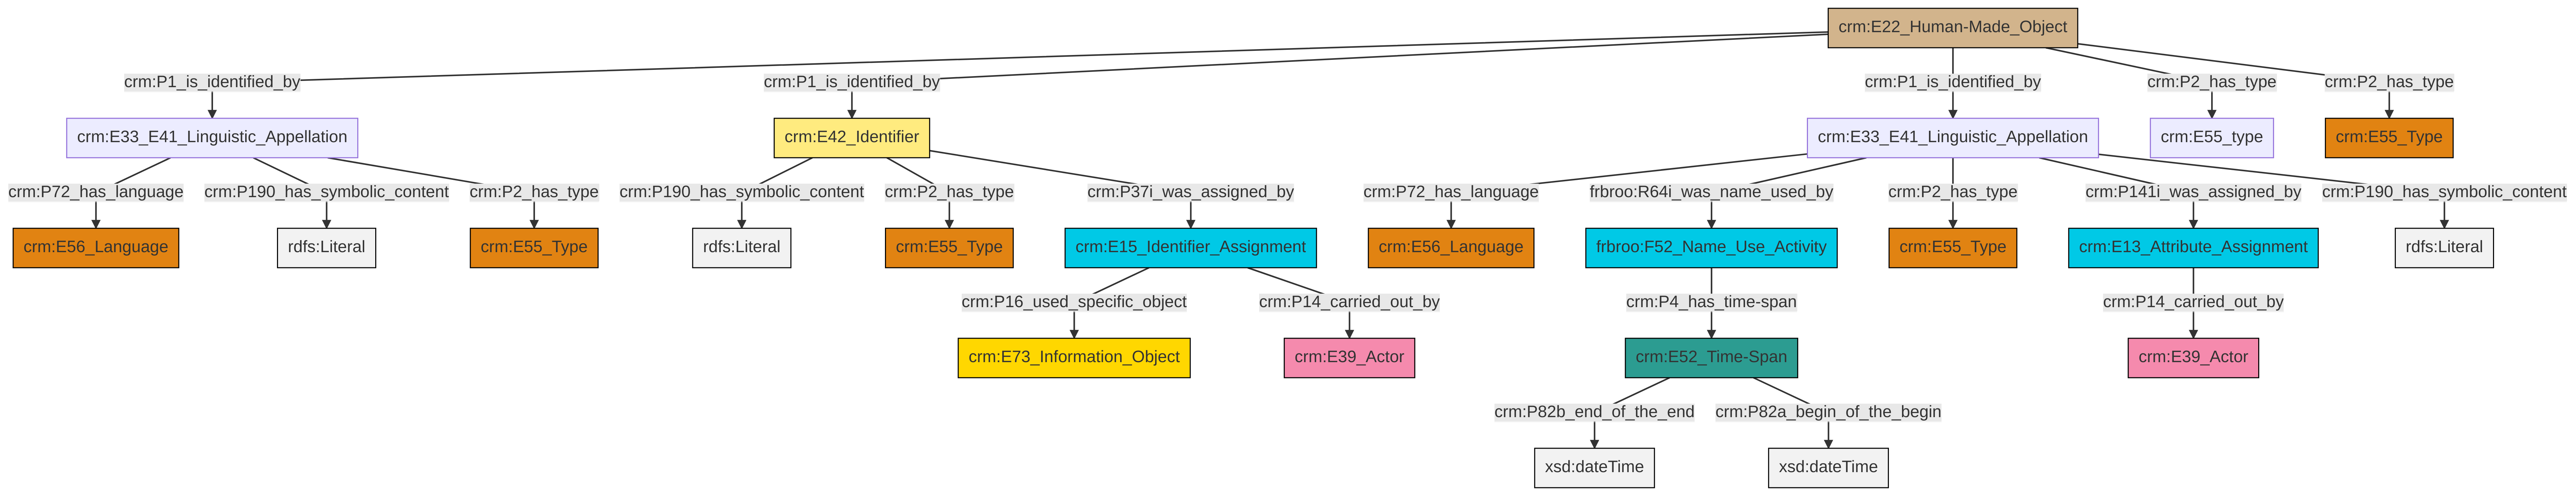 crm:E22_Human-Made_Object
crm:P1_is_identified_by
crm:P1_is_identified_by
crm:P1_is_identified_by
crm:P2_has_type
crm:P2_has_type
crm:E33_E41_Linguistic_Appellation
crm:E42_Identifier
crm:E33_E41_Linguistic_Appellation
crm:E55_type
crm:E55_Type
crm:P72_has_language
crm:P190_has_symbolic_content
crm:P2_has_type
crm:P190_has_symbolic_content
crm:P2_has_type
crm:P37i_was_assigned_by
crm:P72_has_language
frbroo:R64i_was_name_used_by
crm:P2_has_type
crm:P141i_was_assigned_by
crm:P190_has_symbolic_content
crm:E56_Language
rdfs:Literal
crm:E55_Type
rdfs:Literal
crm:E55_Type
crm:E15_Identifier_Assignment
crm:E56_Language
frbroo:F52_Name_Use_Activity
crm:E55_Type
crm:E13_Attribute_Assignment
rdfs:Literal
crm:P16_used_specific_object
crm:P14_carried_out_by
crm:P4_has_time-span
crm:P14_carried_out_by
crm:E73_Information_Object
crm:E39_Actor
crm:E52_Time-Span
crm:E39_Actor
crm:P82b_end_of_the_end
crm:P82a_begin_of_the_begin
xsd:dateTime
xsd:dateTime